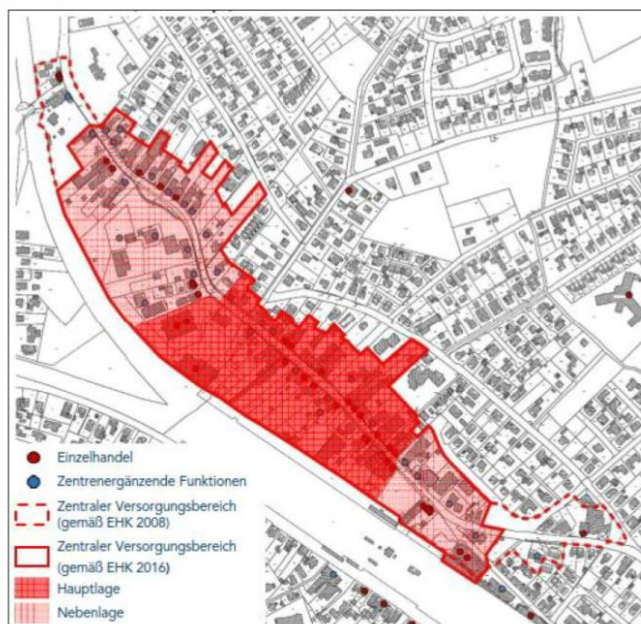 Einzelhandel
Zentrenergänzende Funktionen
Zentraler Versorgungsbereich
(gemäß EHK 2008)
Zentraler Versorgungsbereich
(gemäß EHK 2016)
Hauptlage
Nebenlage